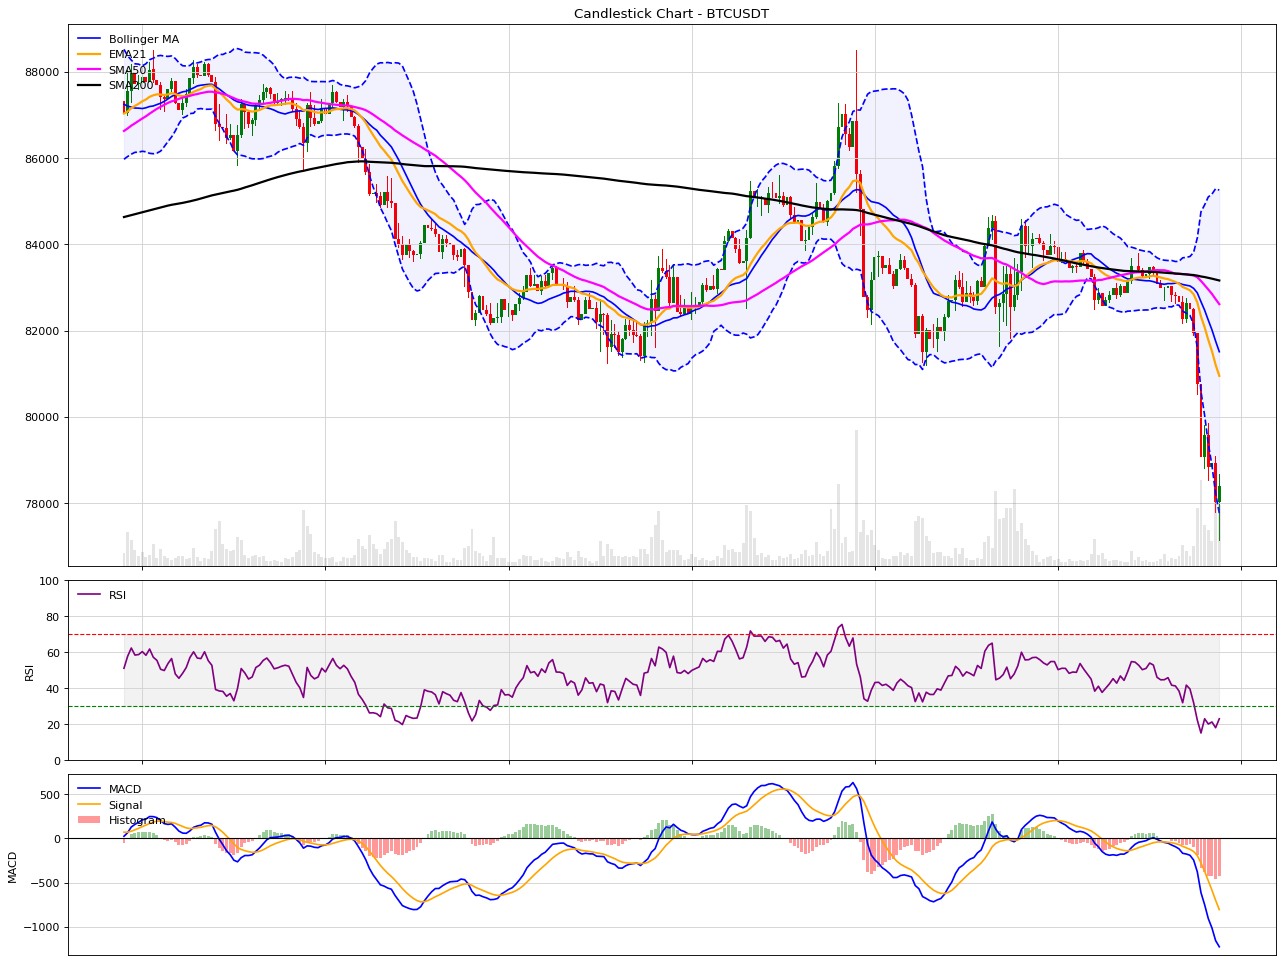 Candlestick Chart - BTCUSDT
Bollinger MA
EMA21
SMA50
SMA200
88000
86000
84000
82000
80000
78000
RSI
100
80
60
40
20
0
RSI
MACD
Signal
Histogram
500
0
−500
−1000
MACD